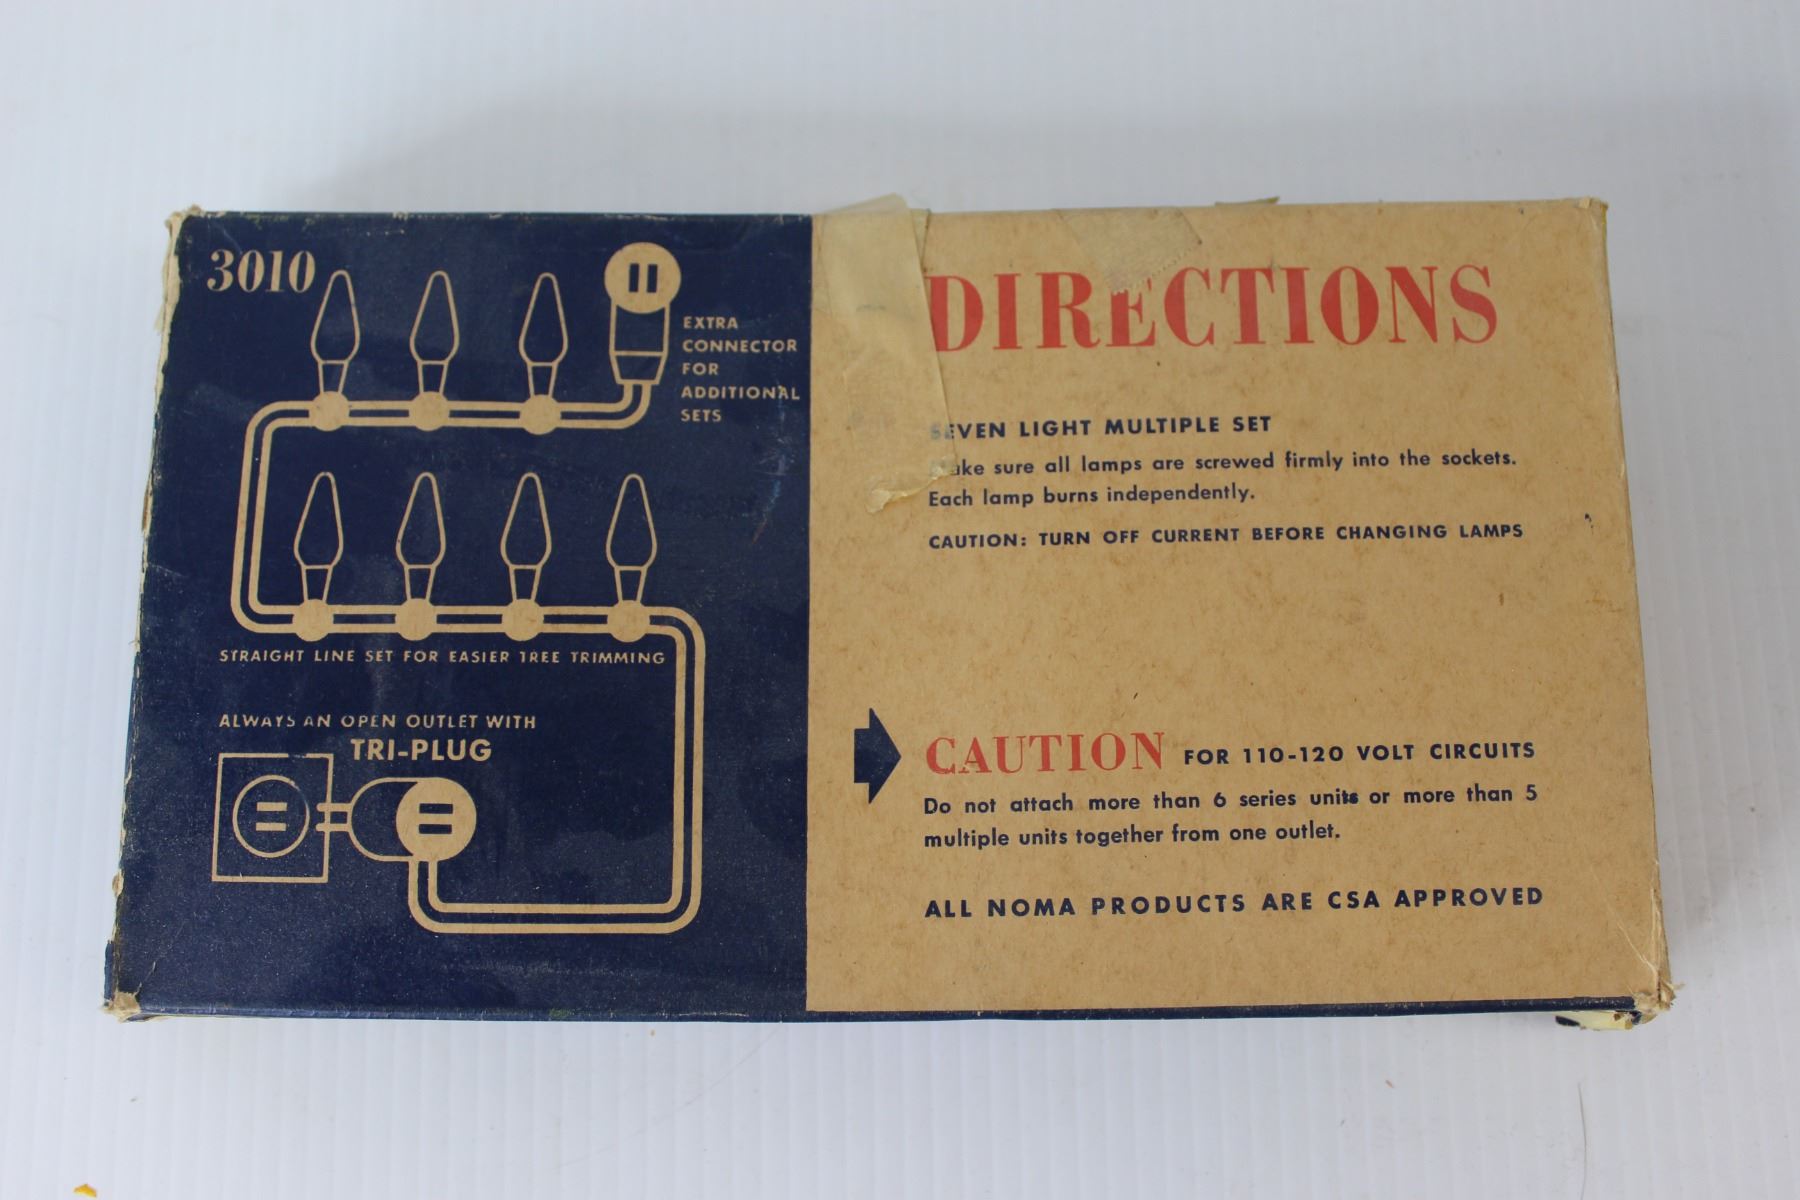 3010
EXTRA
CONNECTOR
FOR
ADDITIONAL
SETS
STRAIGHT LINE SET FOR EASIER TREE TRIMMING
ALWAYS AN OPEN OUTLET WITH
TRI-PLUG
DIRECTIONS
SEVEN LIGHT MULTIPLE SET
Make sure all lamps are screwed firmly into the sockets.
Each lamp burns independently.
CAUTION: TURN OFF CURRENT BEFORE CHANGING LAMPS
CAUTION FOR 110-120 VOLT CIRCUITS
Do not attach more than 6 series units or more than 5
multiple units together from one outlet.
ALL NOMA PRODUCTS ARE CSA APPROVED